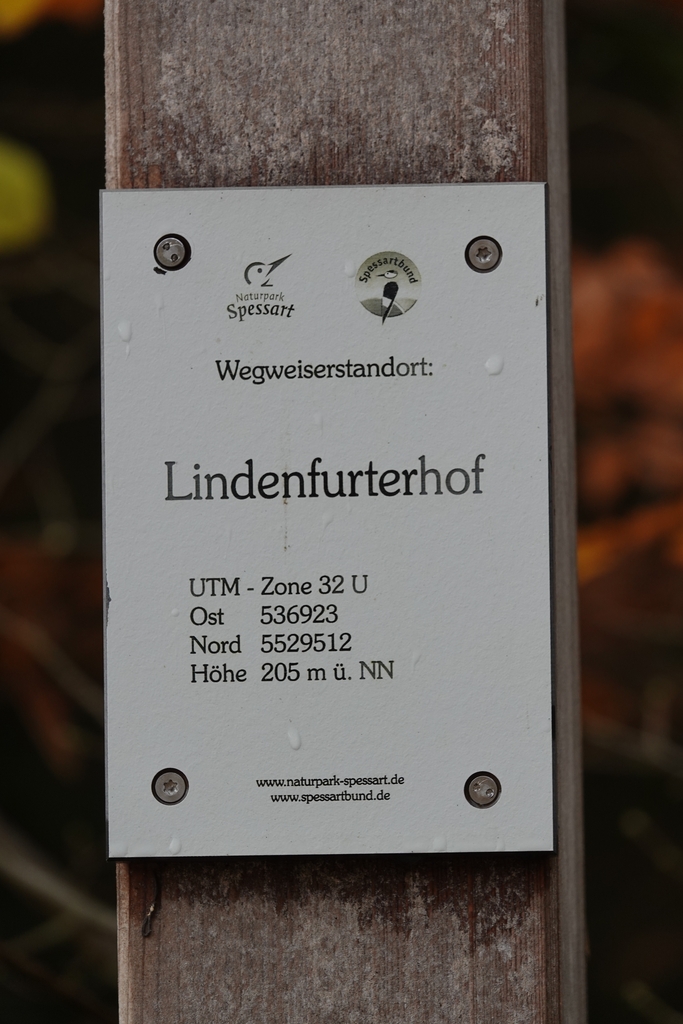 Naturpark
Spessart
Spessartbund
Wegweiserstandort:
Lindenfurterhof
UTM - Zone 32 U
Ost 536923
Nord 5529512
Höhe 205 m ü. NN
www.naturpark-spessart.de
www.spessartbund.de